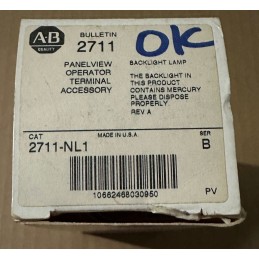 A-B
QUALITY
BULLETIN
2711
OK
PANELVIEW
OPERATOR
TERMINAL
ACCESSORY
BACKLIGHT LAMP
THE BACKLIGHT IN
THIS PRODUCT
CONTAINS MERCURY
PLEASE DISPOSE
PROPERLY
REV A
CAT
MADE IN U.S.A.
SER
2711-NL1
B
10662468030950
PV